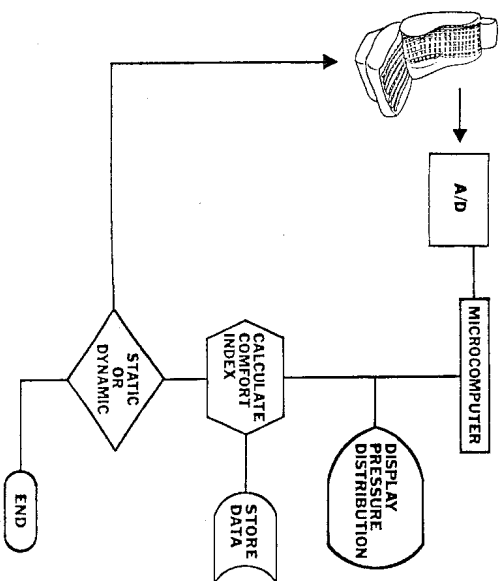 A/D
MICROCOMPUTER
DISPLAY
PRESSURE
DISTRIBUTION
CALCULATE
COMFORT
INDEX
STORE
DATA
STATIC
OR
DYNAMIC
END